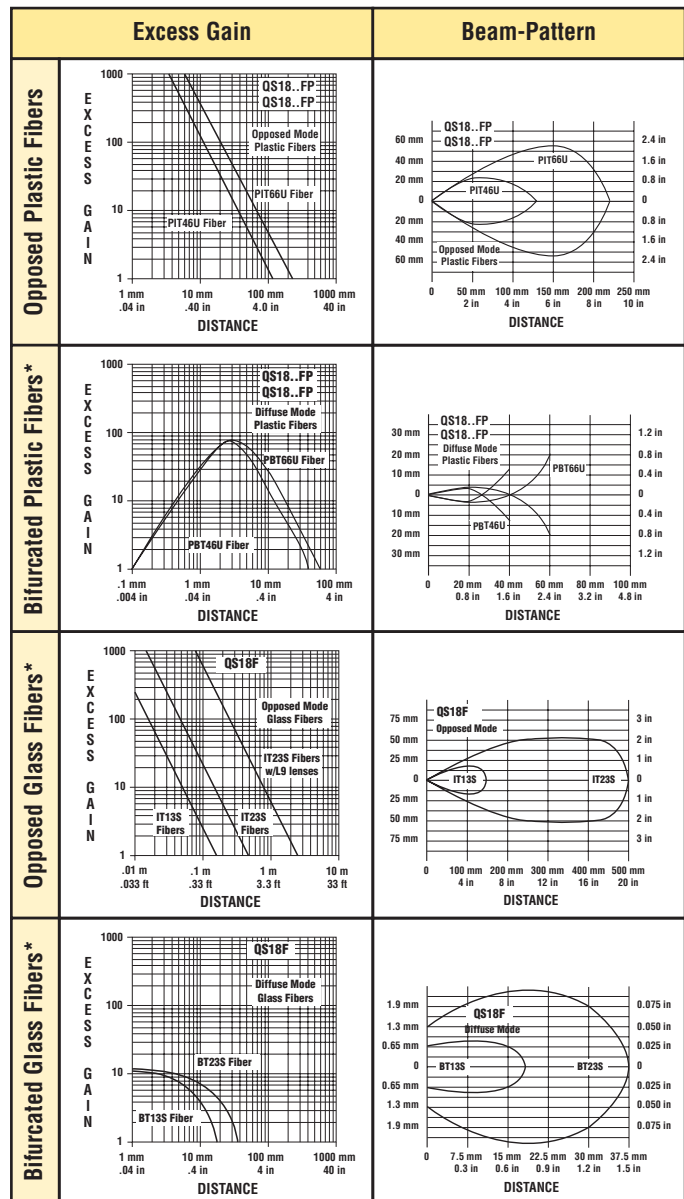 Excess Gain
Beam-Pattern
Opposed Plastic Fibers
EXCESS GAIN
1000
100
10
1
QS18..FP
QS18..FP
Opposed Mode
Plastic Fibers
PIT66U Fiber
PIT46U Fiber
1 mm 10 mm 100 mm 1000 mm
.04 in .40 in 4.0 in 40 in
DISTANCE
QS18..FP
QS18..FP
60 mm
40 mm
20 mm
0
20 mm
40 mm
60 mm
2.4 in
1.6 in
0.8 in
0
0.8 in
1.6 in
2.4 in
PIT66U
PIT46U
Opposed Mode
Plastic Fibers
0 50 mm 100 mm 150 mm 200 mm 250 mm
2 in 4 in 6 in 8 in 10 in
DISTANCE
Bifurcated Plastic Fibers*
EXCESS GAIN
1000
100
10
1
QS18..FP
QS18..FP
Diffuse Mode
Plastic Fibers
PBT66U Fiber
PBT46U Fiber
.1 mm 1 mm 10 mm 100 mm
.004 in .04 in .4 in 4 in
DISTANCE
QS18..FP
QS18..FP
Diffuse Mode
Plastic Fibers
30 mm
20 mm
10 mm
0
10 mm
20 mm
30 mm
1.2 in
0.8 in
0.4 in
0
0.4 in
0.8 in
1.2 in
PBT66U
PBT46U
0 20 mm 40 mm 60 mm 80 mm 100 mm
0.8 in 1.6 in 2.4 in 3.2 in 4.8 in
DISTANCE
Opposed Glass Fibers*
EXCESS GAIN
1000
100
10
1
QS18F
Opposed Mode
Glass Fibers
IT23S Fibers
w/L9 lenses
IT13S
Fibers
IT23S
Fibers
.01 m .1 m 1 m 10 m
.033 ft .33 ft 3.3 ft 33 ft
DISTANCE
QS18F
Opposed Mode
75 mm
50 mm
25 mm
0
25 mm
50 mm
75 mm
3 in
2 in
1 in
0
1 in
2 in
3 in
IT13S
IT23S
0 100 mm 200 mm 300 mm 400 mm 500 mm
4 in 8 in 12 in 16 in 20 in
DISTANCE
Bifurcated Glass Fibers*
EXCESS GAIN
1000
100
10
1
QS18F
Diffuse Mode
Glass Fibers
BT23S Fiber
BT13S Fiber
1 mm 10 mm 100 mm 1000 mm
.04 in .4 in 4 in 40 in
DISTANCE
QS18F
Diffuse Mode
1.9 mm
1.3 mm
0.65 mm
0
0.65 mm
1.3 mm
1.9 mm
0.075 in
0.050 in
0.025 in
0
0.025 in
0.050 in
0.075 in
BT13S
BT23S
0 7.5 mm 15 mm 22.5 mm 30 mm 37.5 mm
0.3 in 0.6 in 0.9 in 1.2 in 1.5 in
DISTANCE